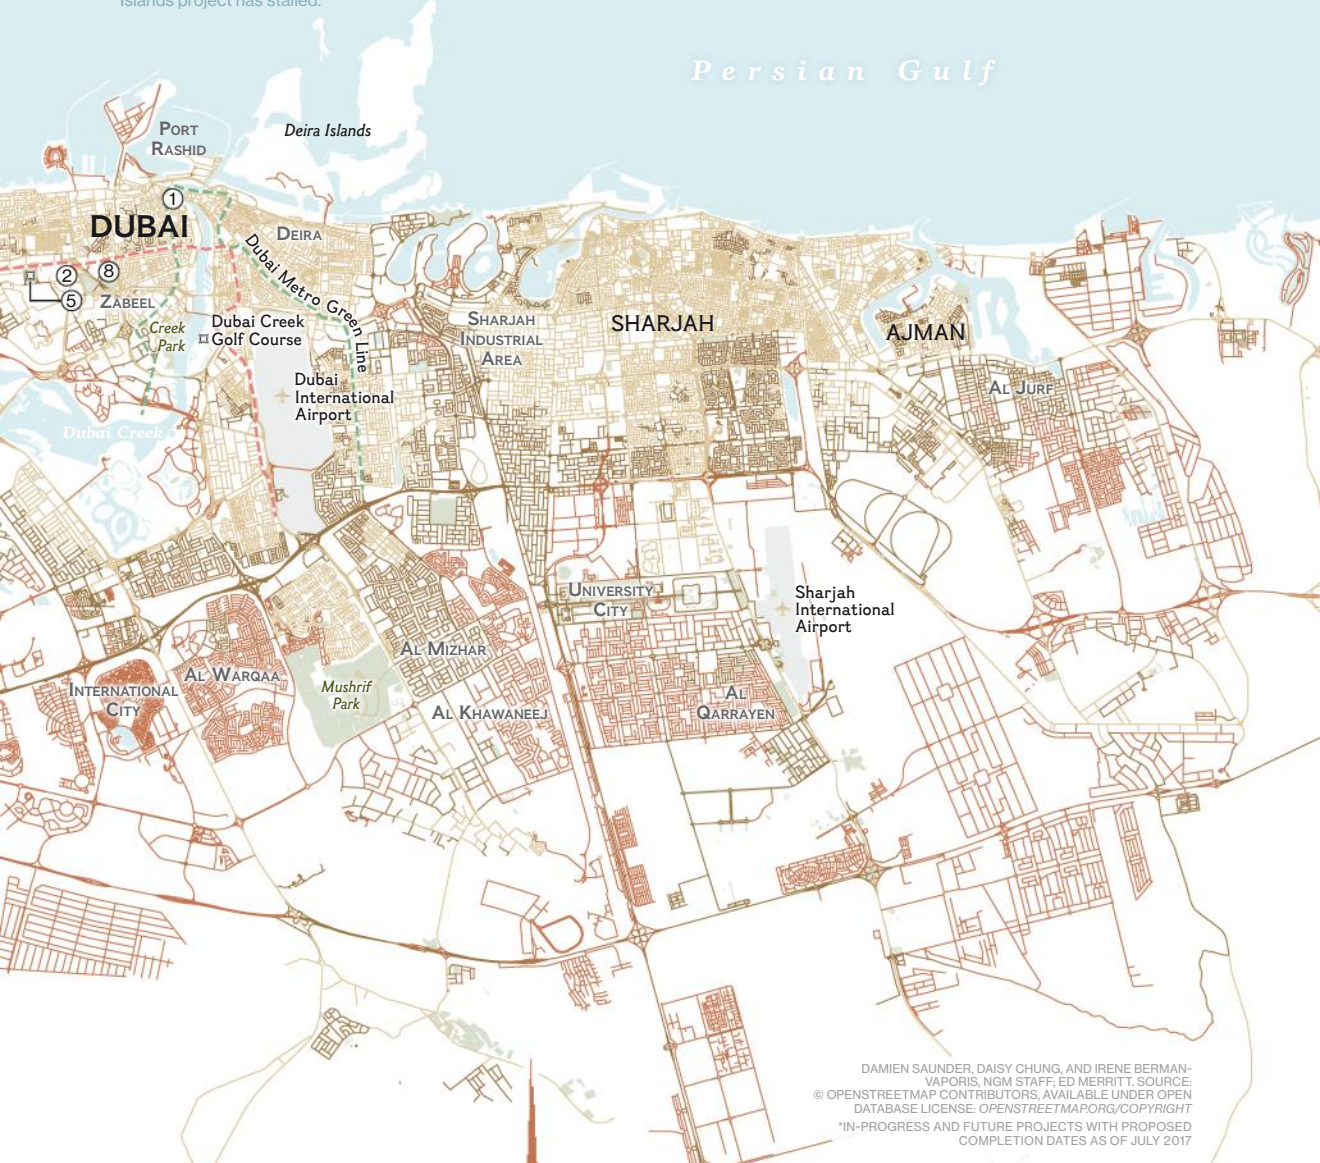 Islands project has stalled.
Persian Gulf
PORT
RASHID
Deira Islands
1
DUBAI
DEIRA
Dubai Metro Green Line
2
8
5
ZABEEL
Creek
Park
Dubai Creek
Golf Course
SHARJAH
INDUSTRIAL
AREA
SHARJAH
AJMAN
Dubai
International
Airport
AL JURF
Dubai Creek
UNIVERSITY
CITY
Sharjah
International
Airport
AL MIZHAR
AL WARQAA
INTERNATIONAL
CITY
Mushrif
Park
AL KHAWANEEJ
AL
QARRAYEN
DAMIEN SAUNDER, DAISY CHUNG, AND IRENE BERMAN-
VAPORIS, NGM STAFF; ED MERRITT. SOURCE:
© OPENSTREETMAP CONTRIBUTORS, AVAILABLE UNDER OPEN
DATABASE LICENSE: OPENSTREETMAP.ORG/COPYRIGHT
*IN-PROGRESS AND FUTURE PROJECTS WITH PROPOSED
COMPLETION DATES AS OF JULY 2017